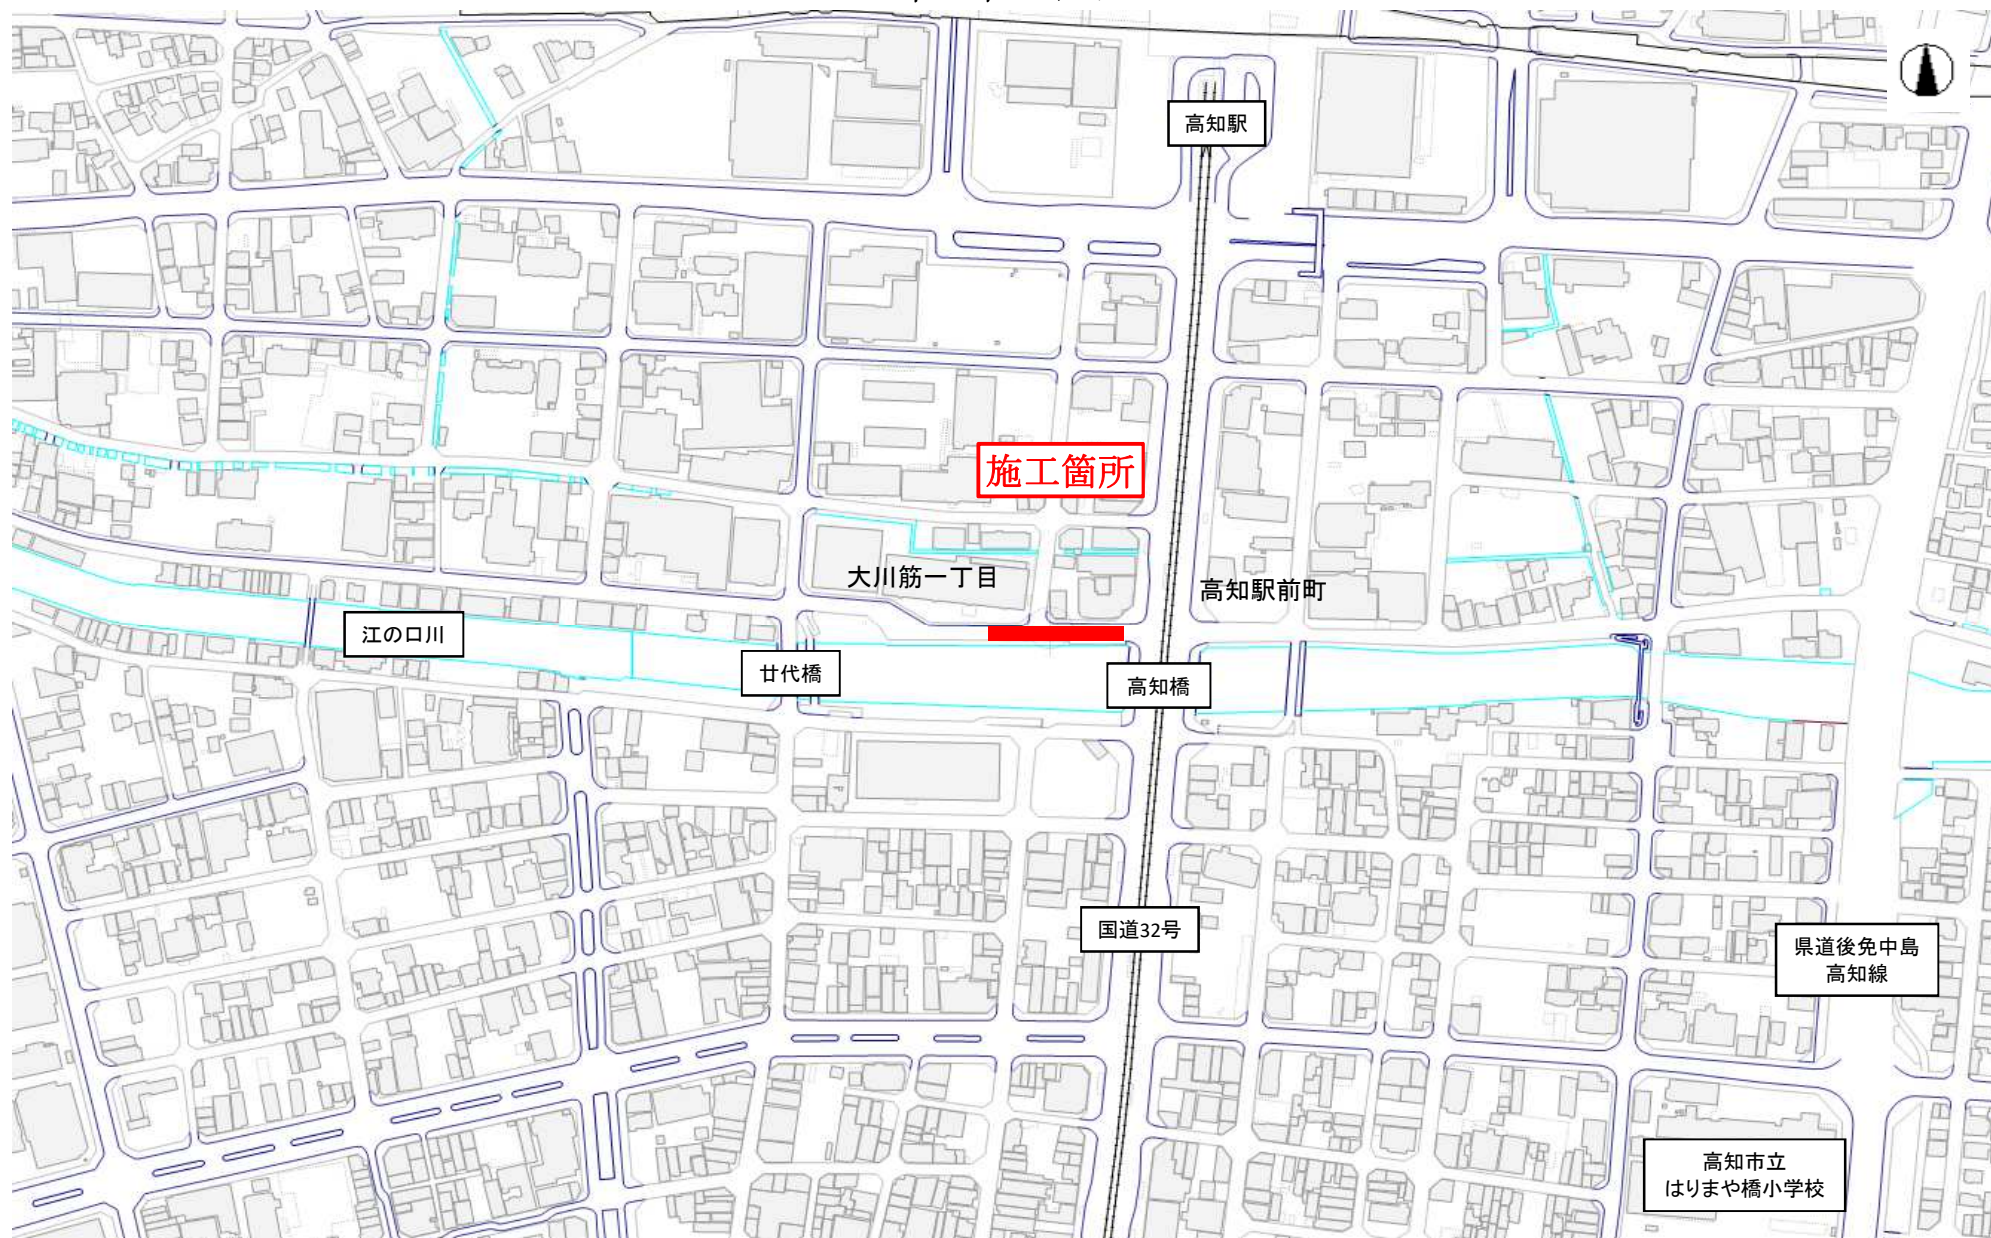 高知駅
施工箇所
大川筋一丁目
高知駅前町
江の口川
廿代橋
高知橋
国道32号
県道後免中島
高知線
高知市立
はりまや橋小学校